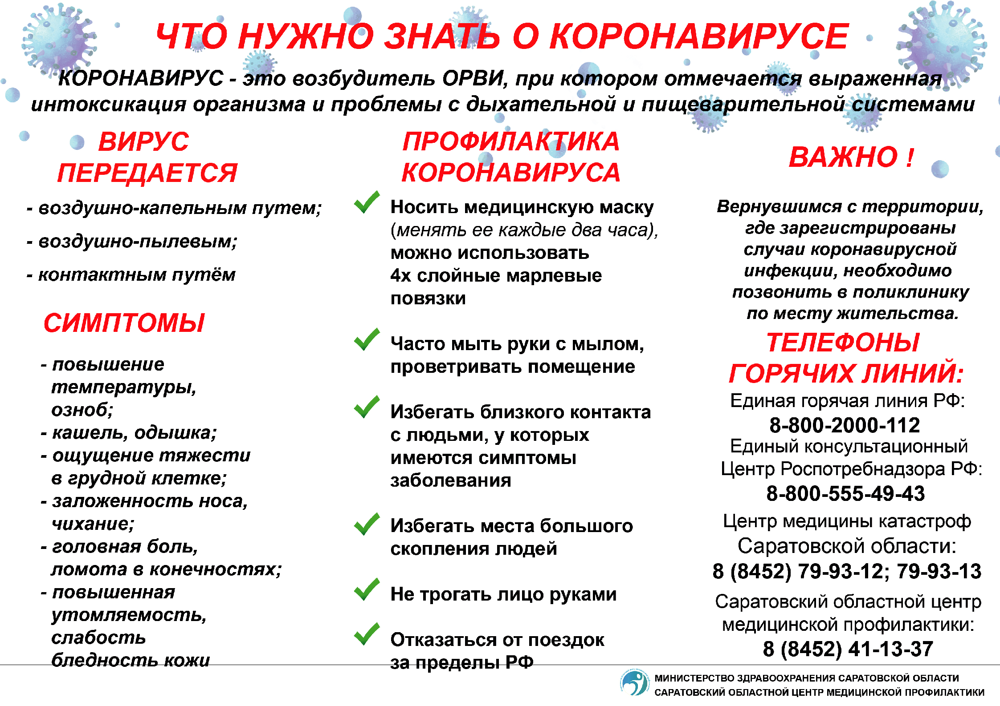 ЧТО НУЖНО ЗНАТЬ О КОРОНАВИРУСЕ
КОРОНАВИРУС - это возбудитель ОРВИ, при котором отмечается выраженная
интоксикация организма и проблемы с дыхательной и пищеварительной системами
ВИРУС
ПЕРЕДАЕТСЯ
- воздушно-капельным путем;
- воздушно-пылевым;
- контактным путём
СИМПТОМЫ
- повышение
температуры,
озноб;
- кашель, одышка;
- ощущение тяжести
в грудной клетке;
- заложенность носа,
чихание;
- головная боль,
ломота в конечностях;
- повышенная
утомляемость,
слабость
бледность кожи
ПРОФИЛАКТИКА
КОРОНАВИРУСА
Носить медицинскую маску
(менять ее каждые два часа),
можно использовать
4х слойные марлевые
повязки
Часто мыть руки с мылом,
проветривать помещение
Избегать близкого контакта
с людьми, у которых
имеются симптомы
заболевания
Избегать места большого
скопления людей
Не трогать лицо руками
Отказаться от поездок
за пределы РФ
ВАЖНО !
Вернувшимся с территории,
где зарегистрированы
случаи коронавирусной
инфекции, необходимо
позвонить в поликлинику
по месту жительства.
ТЕЛЕФОНЫ
ГОРЯЧИХ ЛИНИЙ:
Единая горячая линия РФ:
8-800-2000-112
Единый консультационный
Центр Роспотребнадзора РФ:
8-800-555-49-43
Центр медицины катастроф
Саратовской области:
8 (8452) 79-93-12; 79-93-13
Саратовский областной центр
медицинской профилактики:
8 (8452) 41-13-37
МИНИСТЕРСТВО ЗДРАВООХРАНЕНИЯ САРАТОВСКОЙ ОБЛАСТИ
САРАТОВСКИЙ ОБЛАСТНОЙ ЦЕНТР МЕДИЦИНСКОЙ ПРОФИЛАКТИКИ